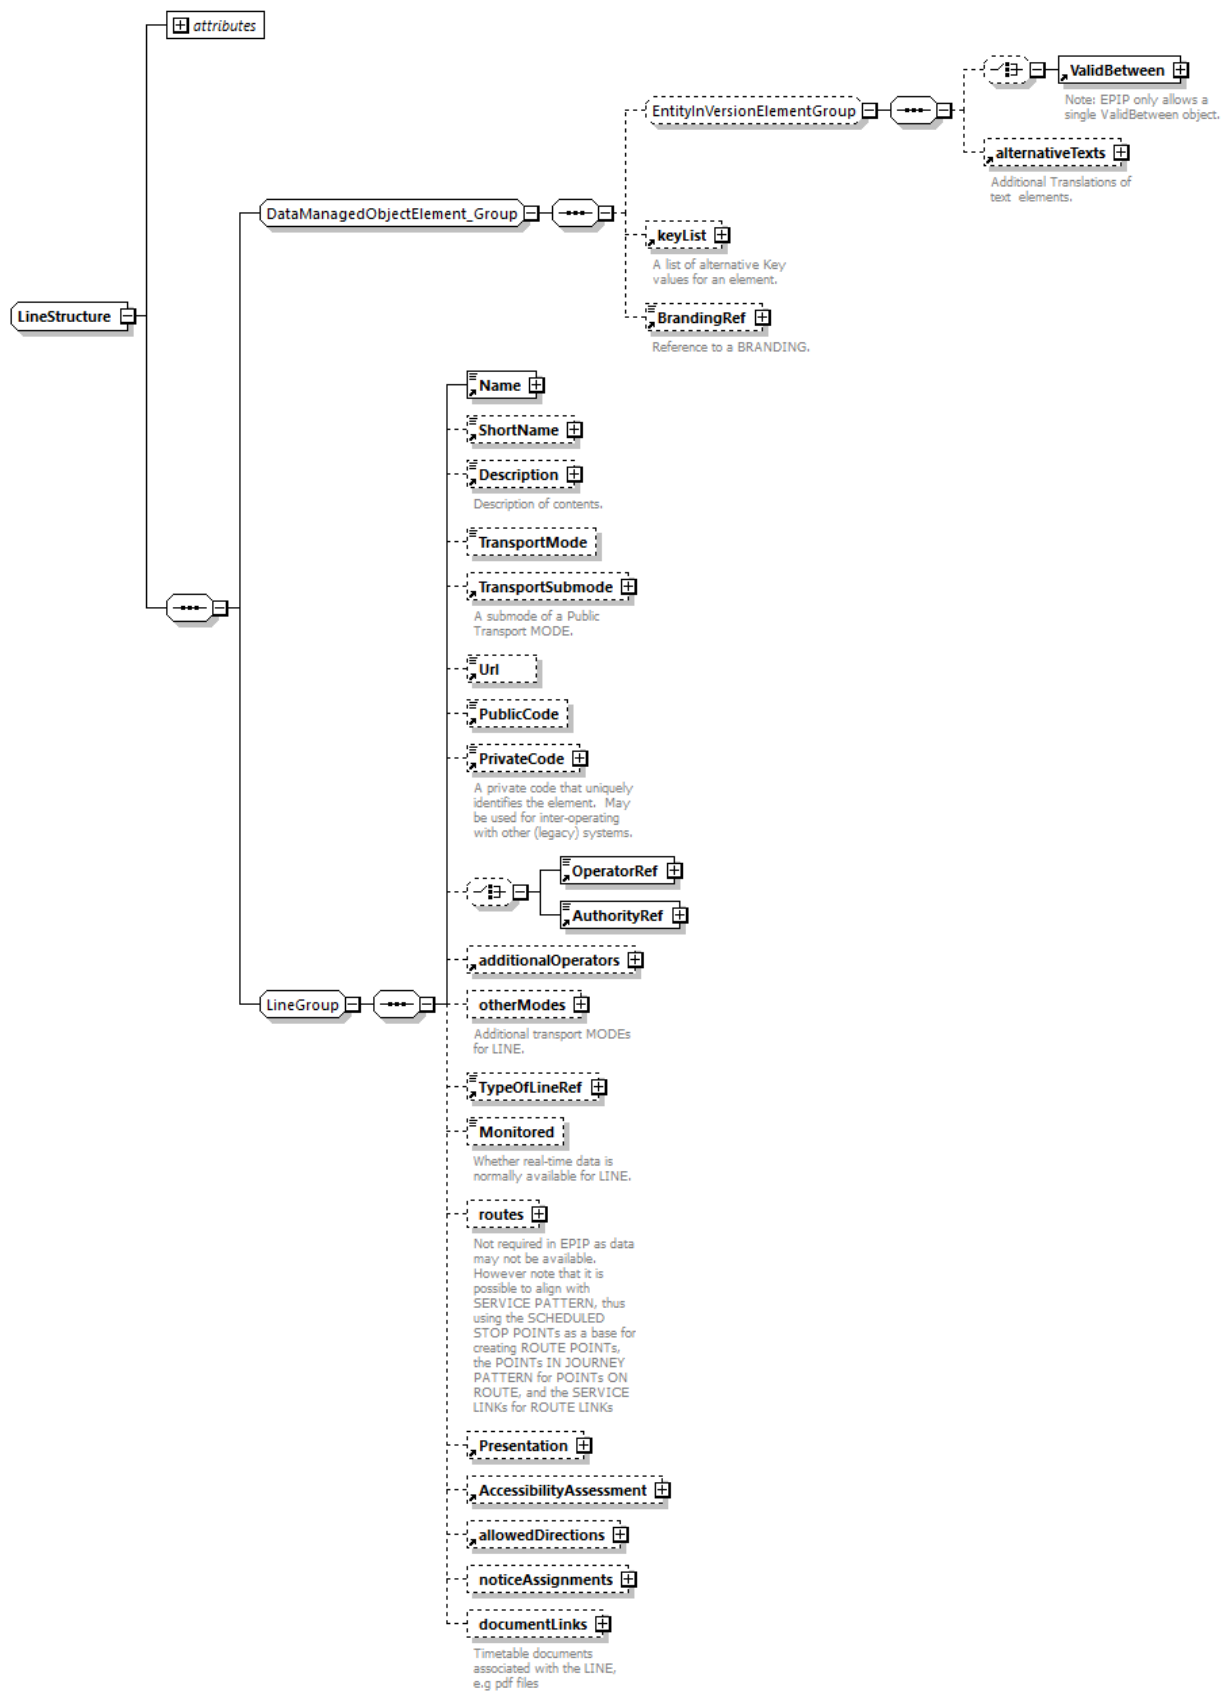 attributes
ValidBetween
Note: EPIP only allows a
single ValidBetween object.
EntityInVersionElementGroup
alternativeTexts
Additional Translations of
text elements.
DataManagedObjectElement_Group
keyList
A list of alternative Key
values for an element.
LineStructure
BrandingRef
Reference to a BRANDING.
Name
ShortName
Description
Description of contents.
TransportMode
TransportSubmode
A submode of a Public
Transport MODE.
Url
PublicCode
PrivateCode
A private code that uniquely
identifies the element. May
be used for inter-operating
with other (legacy) systems.
OperatorRef
AuthorityRef
additionalOperators
LineGroup
otherModes
Additional transport MODEs
for LINE.
TypeOfLineRef
Monitored
Whether real-time data is
normally available for LINE.
routes
Not required in EPIP as data
may not be available.
However note that it is
possible to align with
SERVICE PATTERN, thus
using the SCHEDULED
STOP POINTs as a base for
creating ROUTE POINTs,
the POINTs IN JOURNEY
PATTERN for POINTs ON
ROUTE, and the SERVICE
LINKs for ROUTE LINKs
Presentation
AccessibilityAssessment
allowedDirections
noticeAssignments
documentLinks
Timetable documents
associated with the LINE,
e.g pdf files